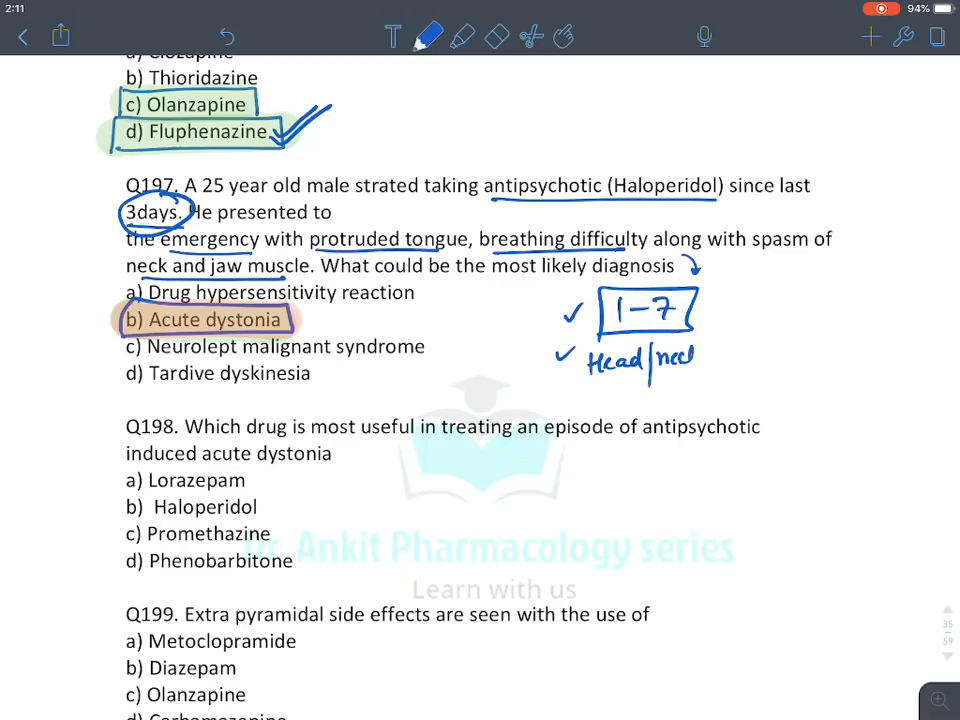 2:11
94%
a) Clozapine
b) Thioridazine
c) Olanzapine
d) Fluphenazine
Q197. A 25 year old male strated taking antipsychotic (Haloperidol) since last
3days. He presented to
the emergency with protruded tongue, breathing difficulty along with spasm of
neck and jaw muscle. What could be the most likely diagnosis
a) Drug hypersensitivity reaction
b) Acute dystonia
1-7
c) Neurolept malignant syndrome
Head/neck
d) Tardive dyskinesia
Q198. Which drug is most useful in treating an episode of antipsychotic
induced acute dystonia
a) Lorazepam
b) Haloperidol
c) Promethazine
Dr. Ankit Pharmacology series
d) Phenobarbitone
Learn with us
Q199. Extra pyramidal side effects are seen with the use of
a) Metoclopramide
35
59
b) Diazepam
c) Olanzapine
d) Carbamazepine